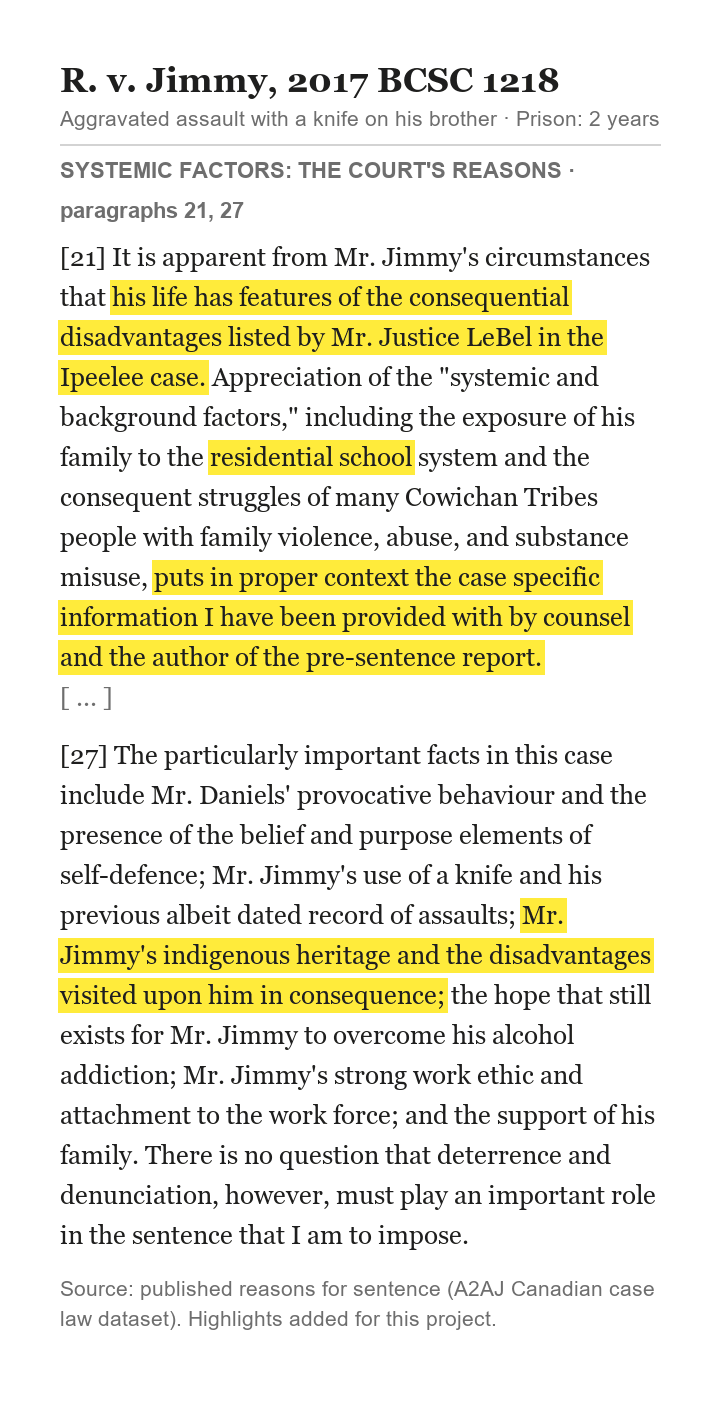 R. v. Jimmy, 2017 BCSC 1218
Aggravated assault with a knife on his brother · Prison: 2 years
SYSTEMIC FACTORS: THE COURT'S REASONS ·
paragraphs 21, 27
[21] It is apparent from Mr. Jimmy's circumstances
that his life has features of the consequential
disadvantages listed by Mr. Justice LeBel in the
Ipeelee case. Appreciation of the "systemic and
background factors," including the exposure of his
family to the residential school system and the
consequent struggles of many Cowichan Tribes
people with family violence, abuse, and substance
misuse, puts in proper context the case specific
information I have been provided with by counsel
and the author of the pre-sentence report.
[ ... ]
[27] The particularly important facts in this case
include Mr. Daniels' provocative behaviour and the
presence of the belief and purpose elements of
self-defence; Mr. Jimmy's use of a knife and his
previous albeit dated record of assaults; Mr.
Jimmy's indigenous heritage and the disadvantages
visited upon him in consequence; the hope that still
exists for Mr. Jimmy to overcome his alcohol
addiction; Mr. Jimmy's strong work ethic and
attachment to the work force; and the support of his
family. There is no question that deterrence and
denunciation, however, must play an important role
in the sentence that I am to impose.
Source: published reasons for sentence (A2AJ Canadian case
law dataset). Highlights added for this project.